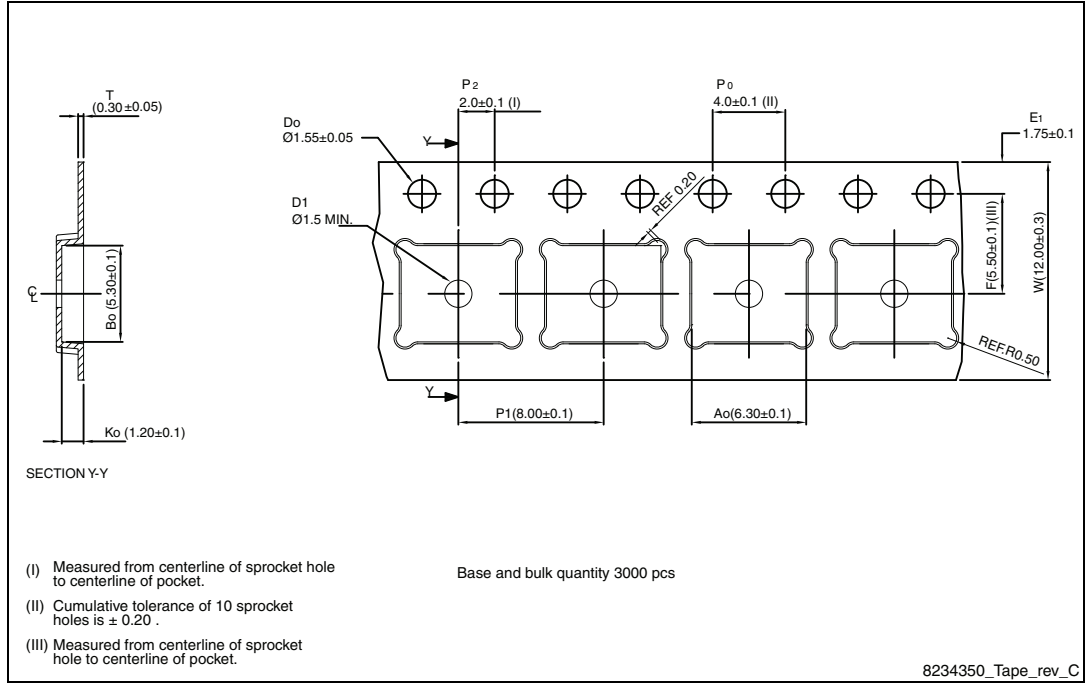 P2
2.0±0.1 (I)
P0
4.0±0.1 (II)
T
(0.30±0.05)
E1
1.75±0.1
Do
Ø1.55±0.05
Y
REF 0.20
D1
Ø1.5 MIN.
F(5.50±0.1)(III)
W(12.00±0.3)
CL
Bo (5.30±0.1)
REF.R0.50
Y
P1(8.00±0.1)
Ao(6.30±0.1)
Ko (1.20±0.1)
SECTION Y-Y
(I) Measured from centerline of sprocket hole
to centerline of pocket.
Base and bulk quantity 3000 pcs
(II) Cumulative tolerance of 10 sprocket
holes is ± 0.20 .
(III) Measured from centerline of sprocket
hole to centerline of pocket.
8234350_Tape_rev_C